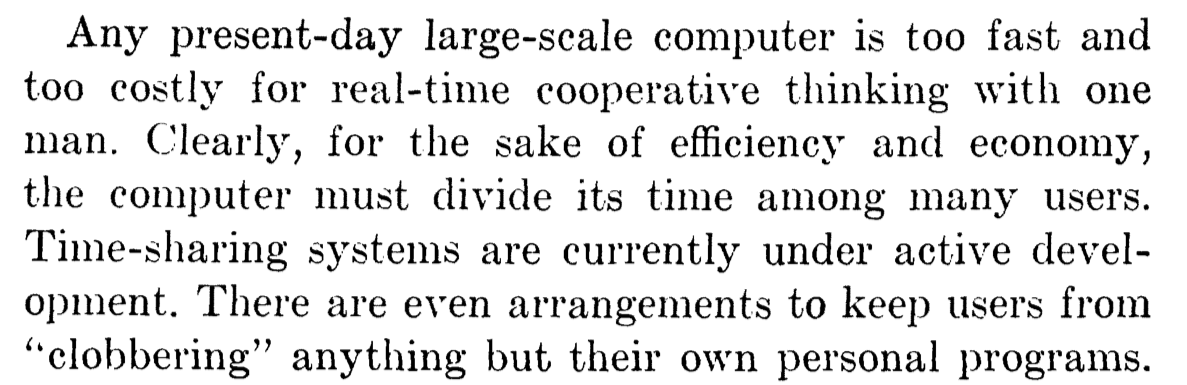 Any present-day large-scale computer is too fast and
too costly for real-time cooperative thinking with one
man. Clearly, for the sake of efficiency and economy,
the computer must divide its time among many users.
Time-sharing systems are currently under active devel-
opment. There are even arrangements to keep users from
“clobbering” anything but their own personal programs.